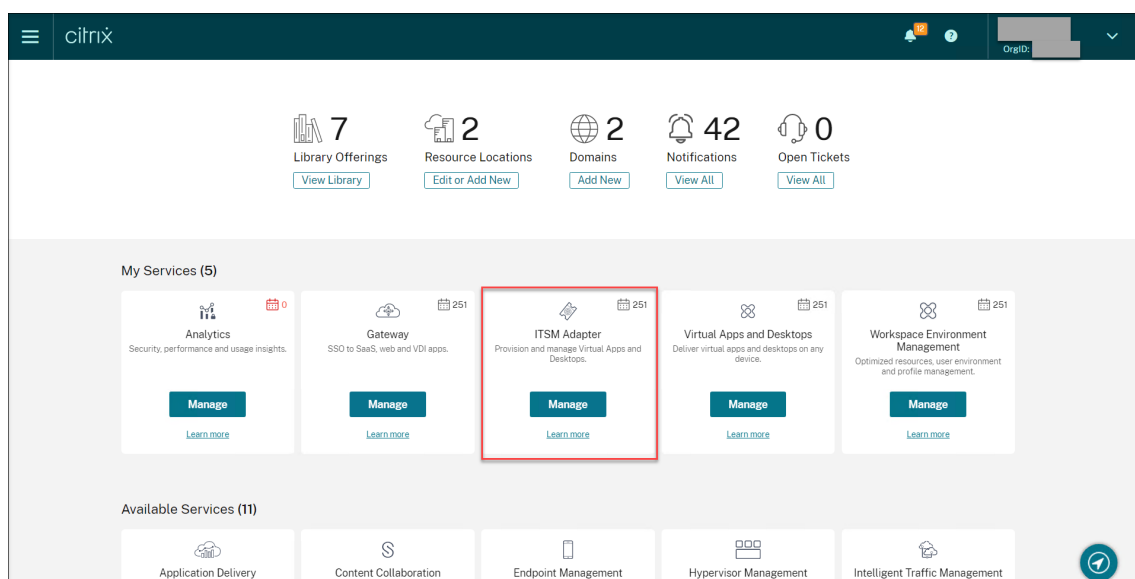 citrix
12
?
OrgID:
7
2
2
42
0
Library Offerings
Resource Locations
Domains
Notifications
Open Tickets
View Library
Edit or Add New
Add New
View All
View All
My Services (5)
0
Analytics
Security, performance and usage insights.
Manage
Learn more
251
Gateway
SSO to SaaS, web and VDI apps.
Manage
Learn more
251
ITSM Adapter
Provision and manage Virtual Apps and
Desktops.
Manage
Learn more
251
Virtual Apps and Desktops
Deliver virtual apps and desktops on any
device.
Manage
Learn more
251
Workspace Environment
Management
Optimized resources, user environment
and profile management.
Manage
Learn more
Available Services (11)
Application Delivery
Content Collaboration
Endpoint Management
Hypervisor Management
Intelligent Traffic Management